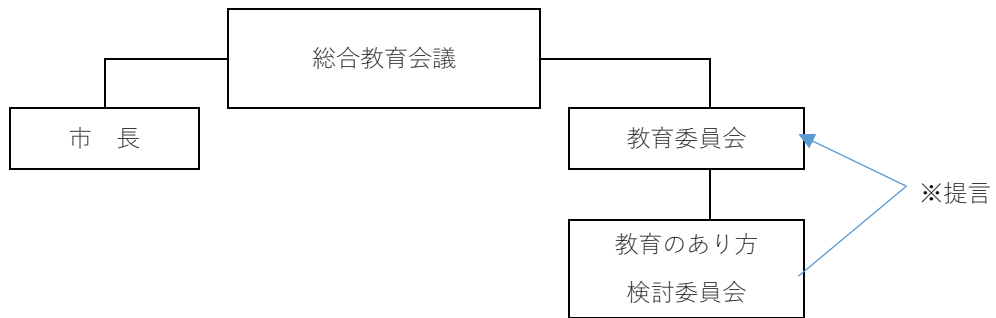 総合教育会議
市　長
教育委員会
※提言
教育のあり方
検討委員会